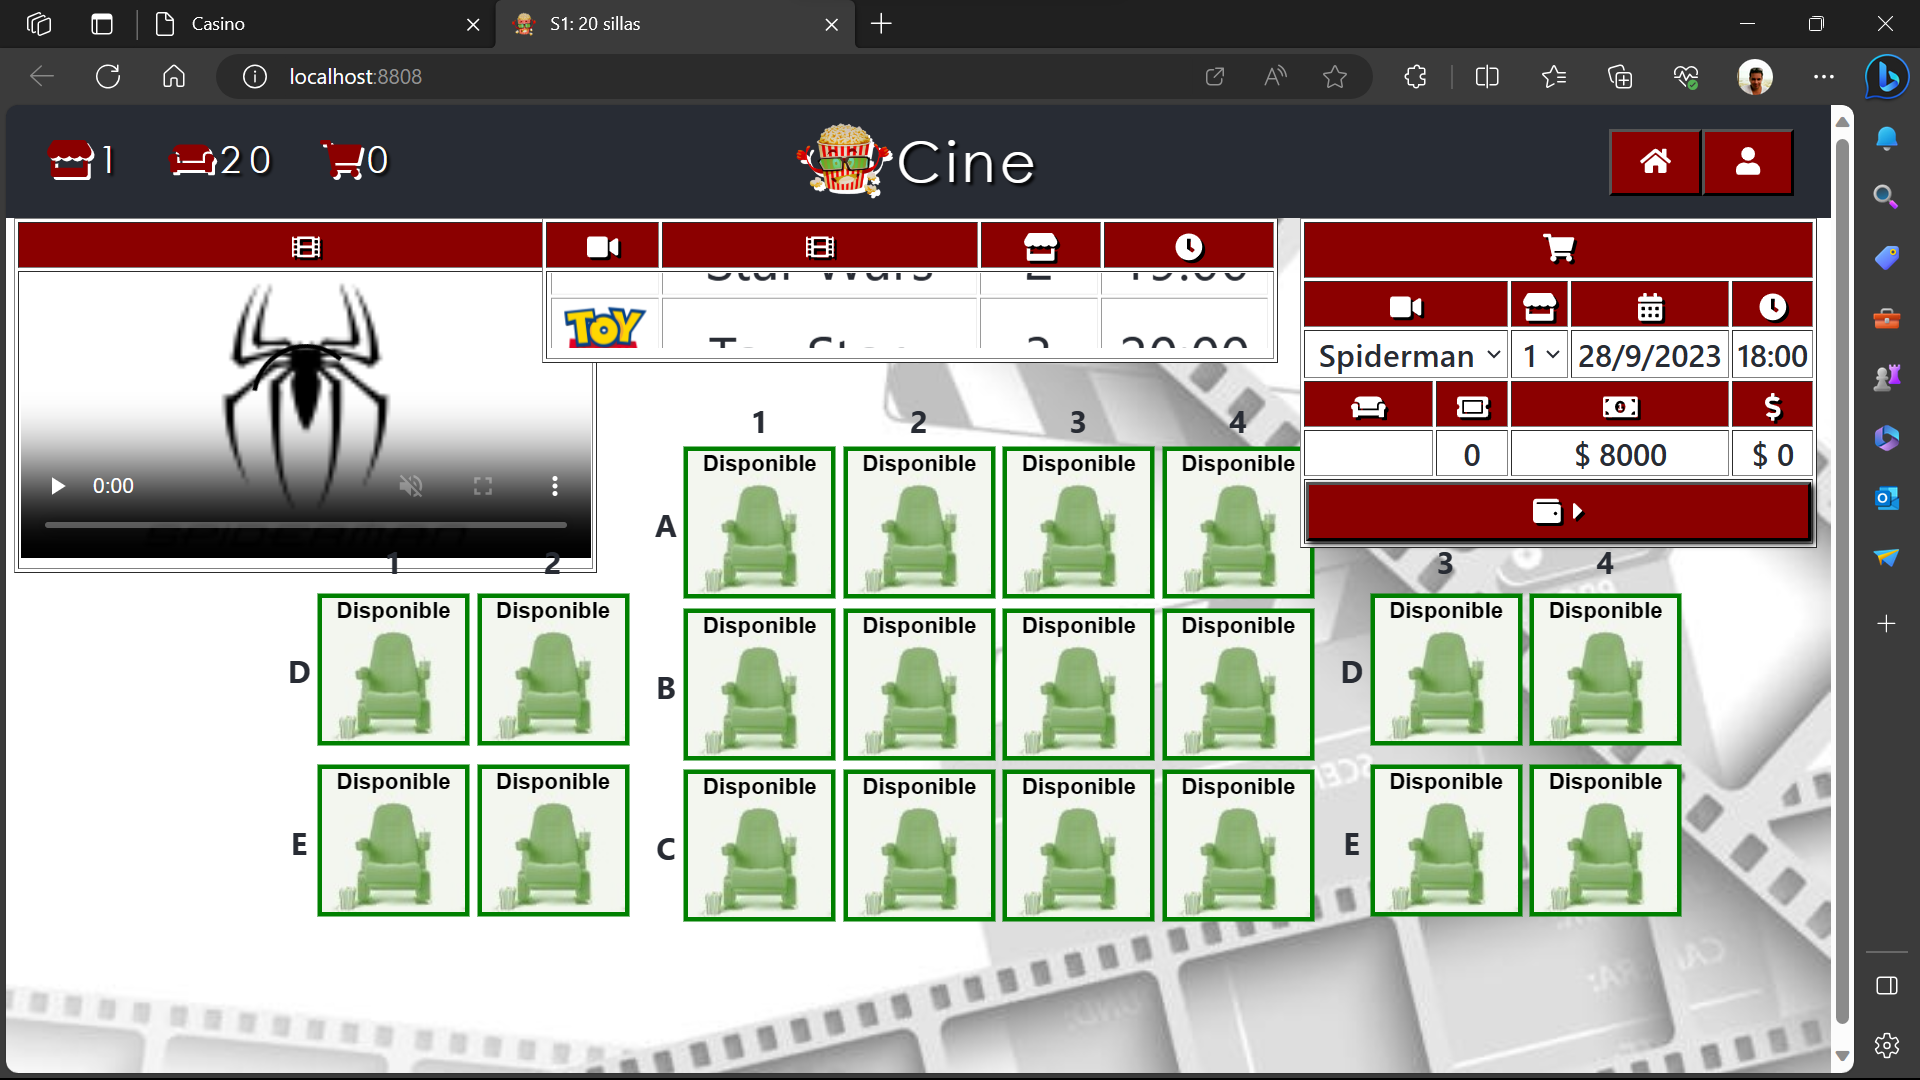 Casino
S1: 20 sillas
localhost:8808
1
20
0
Cine
Star Wars 2 19:00
TOY
3 20:00
Spiderman 1 28/9/2023 18:00
0 $ 8000 $ 0
0:00
1 2 3 4
A Disponible Disponible Disponible Disponible
B Disponible Disponible Disponible Disponible
C Disponible Disponible Disponible Disponible
1 2
D Disponible Disponible
E Disponible Disponible
3 4
D Disponible Disponible
E Disponible Disponible